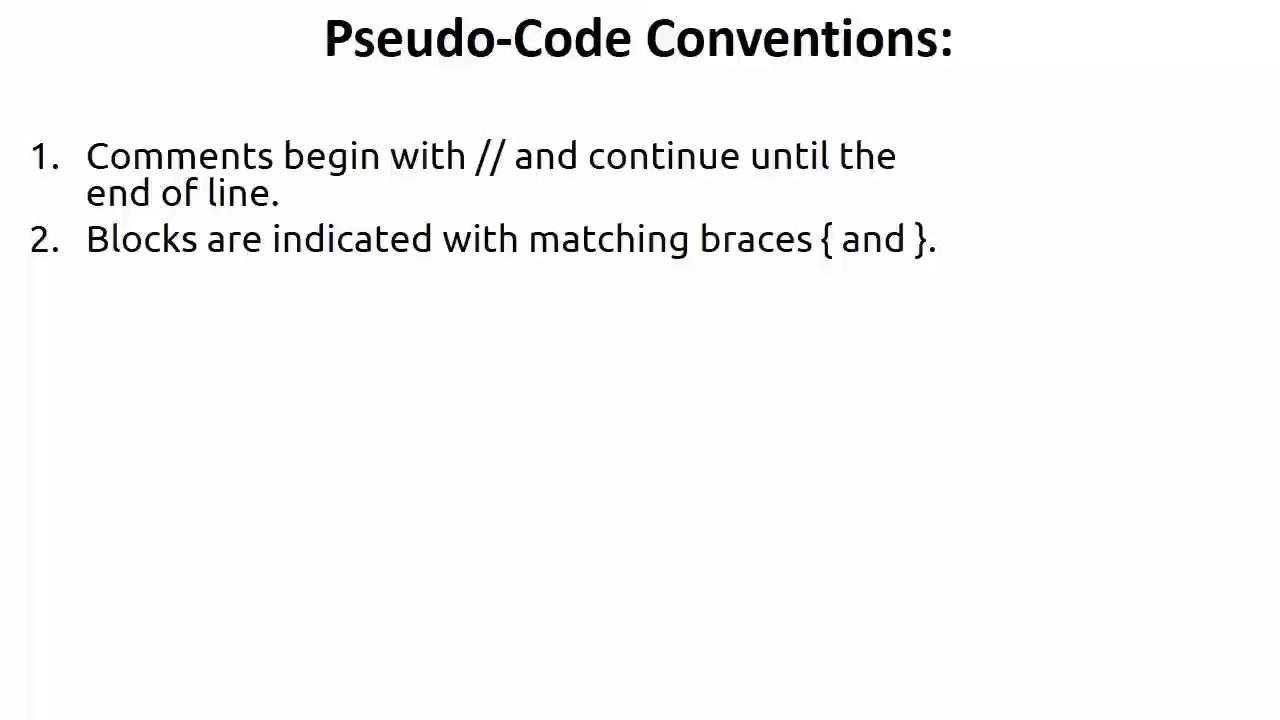 Pseudo-Code Conventions:
1. Comments begin with // and continue until the
end of line.
2. Blocks are indicated with matching braces { and }.